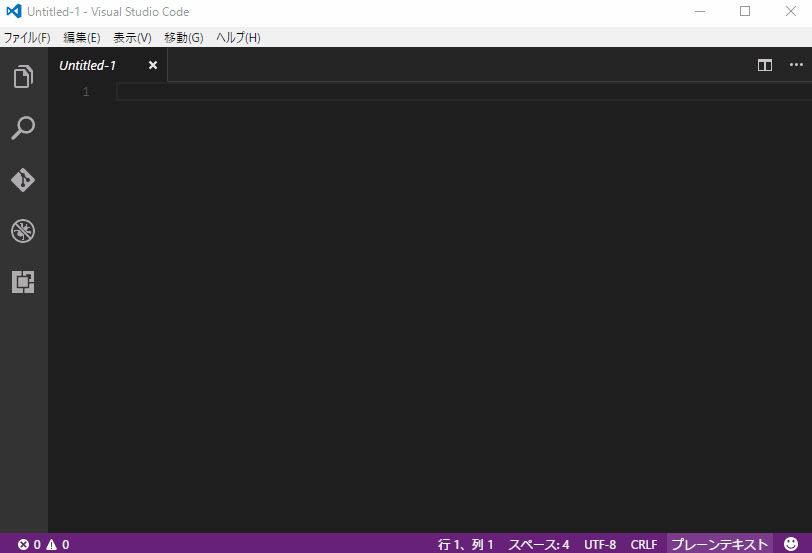 Untitled-1 - Visual Studio Code
ファイル(F) 編集(E) 表示(V) 移動(G) ヘルプ(H)
Untitled-1
1
0 0 行 1、列 1 スペース: 4 UTF-8 CRLF プレーンテキスト